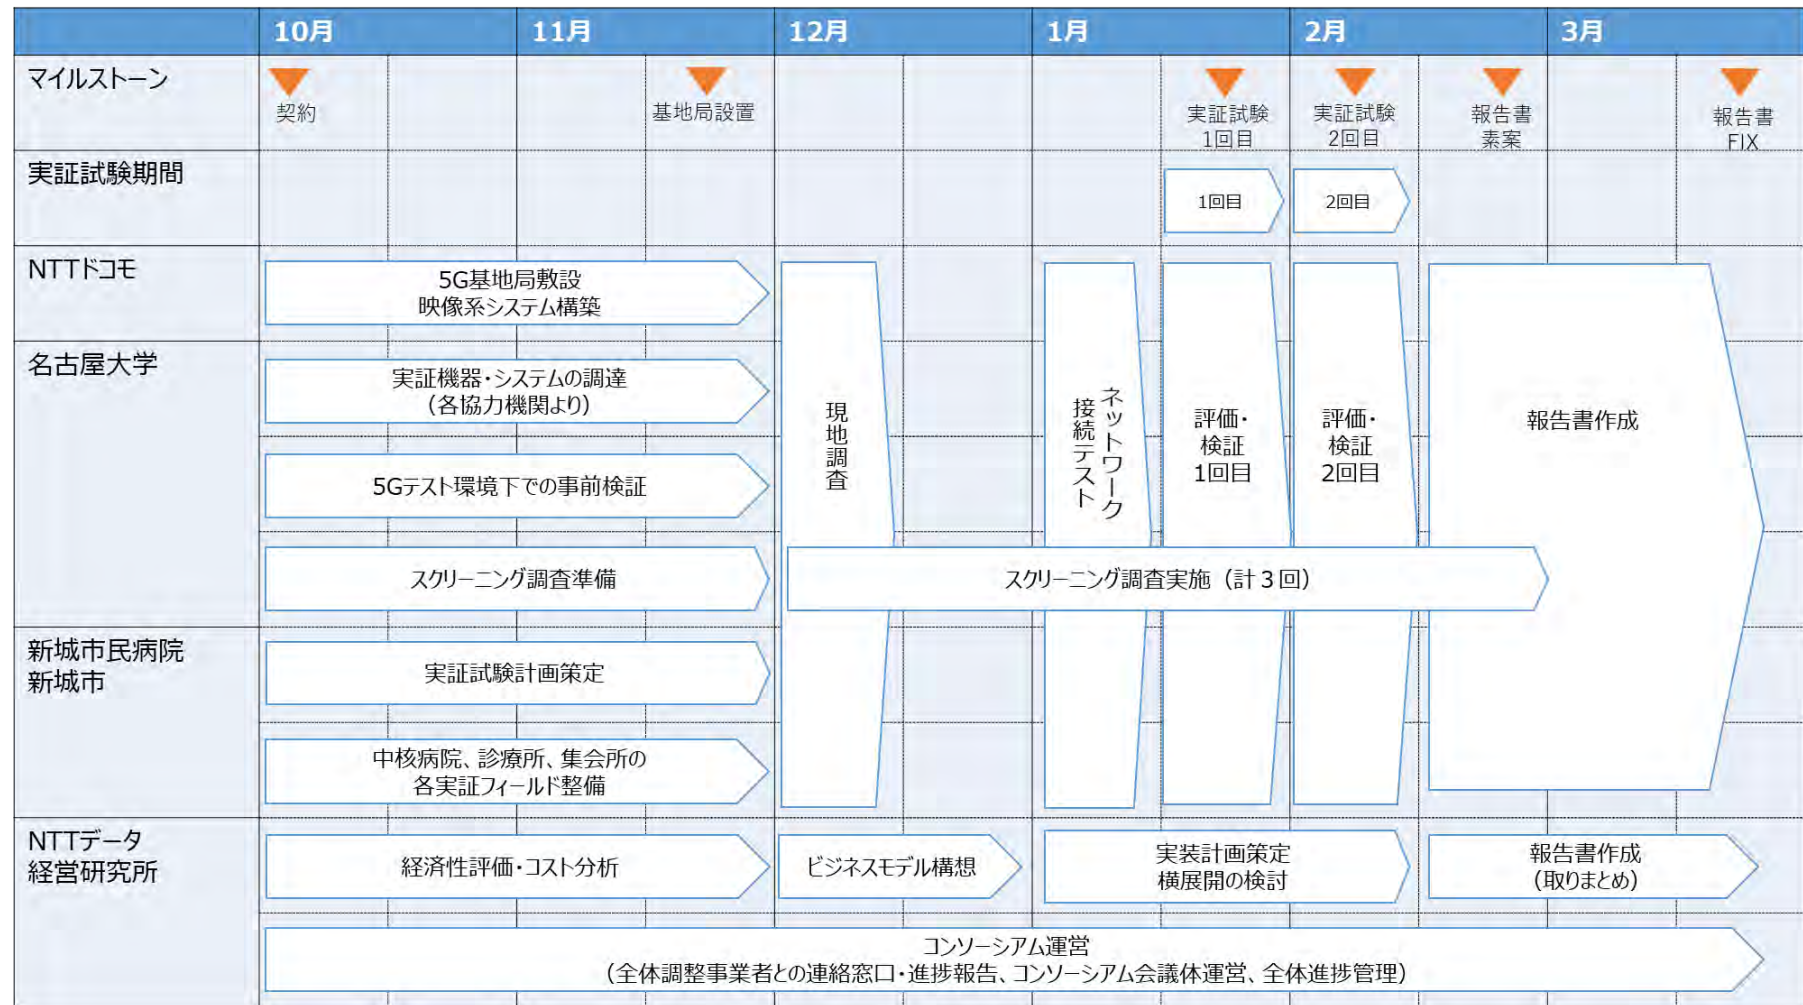 10月
11月
12月
1月
2月
3月
マイルストーン
契約
基地局設置
実証試験
1回目
実証試験
2回目
報告書
素案
報告書
FIX
実証試験期間
1回目
2回目
NTTドコモ
5G基地局敷設
映像系システム構築
名古屋大学
実証機器・システムの調達
（各協力機関より）
5Gテスト環境下での事前検証
スクリーニング調査準備
現地調査
ネットワーク
接続テスト
評価・
検証
1回目
評価・
検証
2回目
報告書作成
スクリーニング調査実施（計３回）
新城市民病院
新城市
実証試験計画策定
中核病院、診療所、集会所の
各実証フィールド整備
NTTデータ
経営研究所
経済性評価・コスト分析
ビジネスモデル構想
実装計画策定
横展開の検討
報告書作成
（取りまとめ）
コンソーシアム運営
（全体調整事業者との連絡窓口・進捗報告、コンソーシアム会議体運営、全体進捗管理）